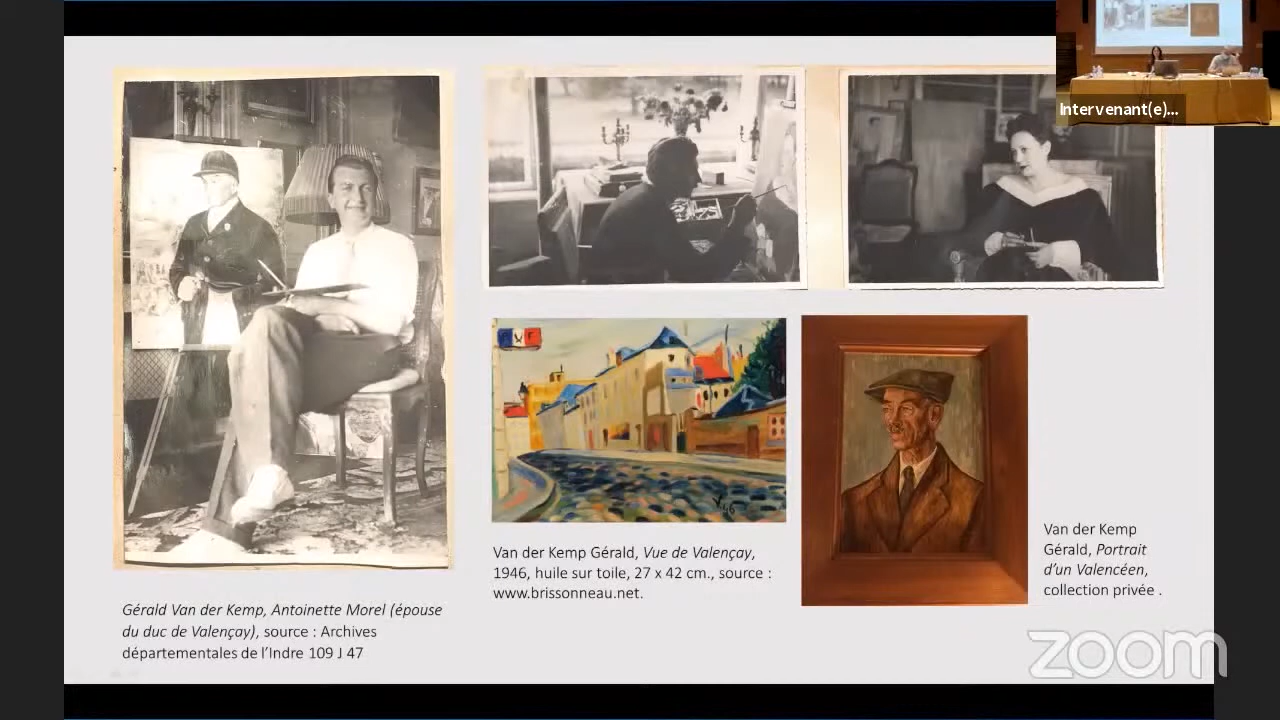 Intervenant(e)...
Gérald Van der Kemp, Antoinette Morel (épouse
du duc de Valençay), source : Archives
départementales de l'Indre 109 J 47
Van der Kemp Gérald, Vue de Valençay,
1946, huile sur toile, 27 x 42 cm., source :
www.brissonneau.net.
Van der Kemp
Gérald, Portrait
d'un Valencéen,
collection privée .
zoom